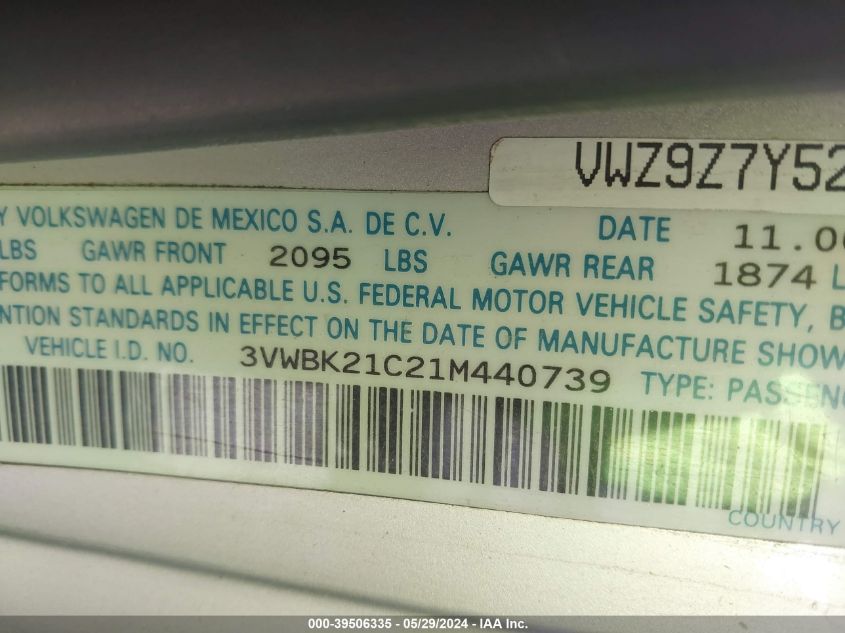 VWZ9Z7Y52
Y VOLKSWAGEN DE MEXICO S.A. DE C.V. DATE 11.00
LBS GAWR FRONT 2095 LBS GAWR REAR 1874 L
FORMS TO ALL APPLICABLE U.S. FEDERAL MOTOR VEHICLE SAFETY, B
NTION STANDARDS IN EFFECT ON THE DATE OF MANUFACTURE SHOW
VEHICLE I.D. NO. 3VWBK21C21M440739 TYPE: PASSENG
COUNTRY
000-39506335 - 05/29/2024 - IAA Inc.